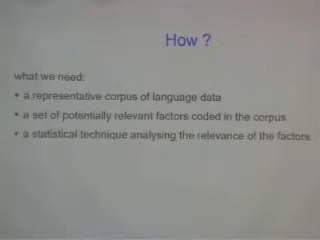 How ?
what we need:
• a representative corpus of language data
• a set of potentially relevant factors coded in the corpus
• a statistical technique analysing the relevance of the factors